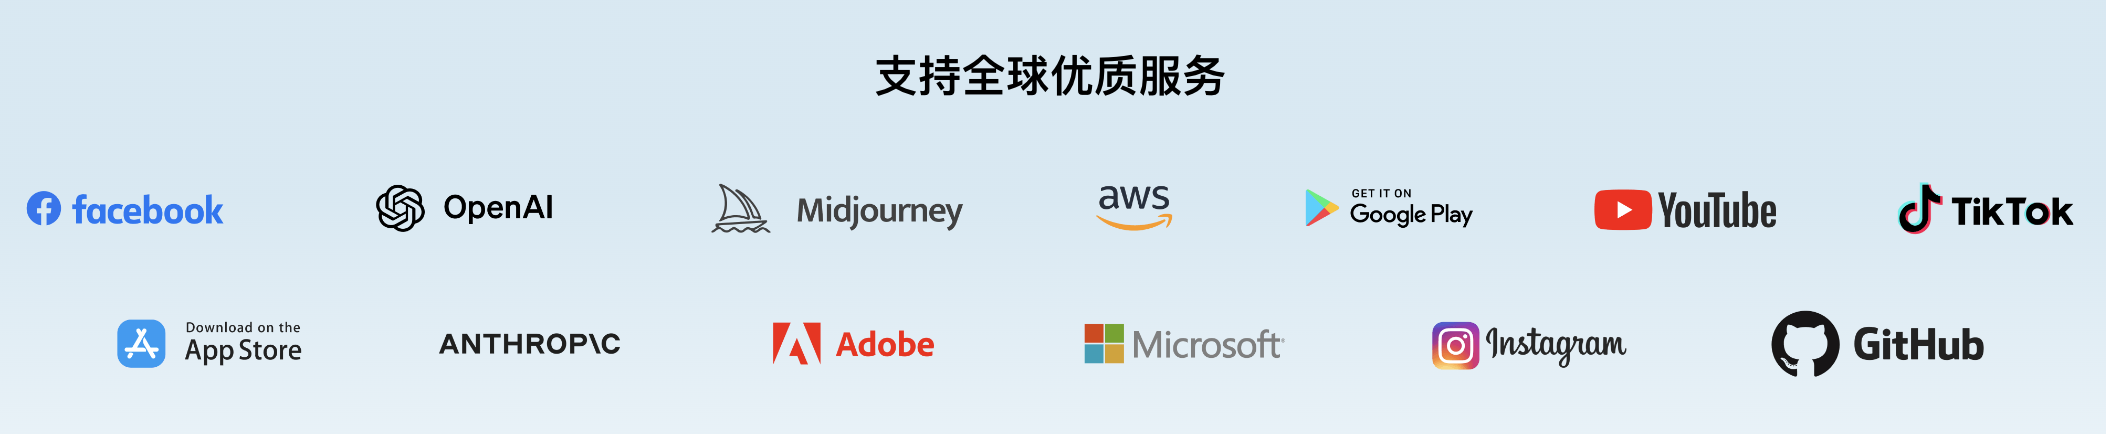 支持全球优质服务
facebook
OpenAI
Midjourney
aws
GET IT ON
Google Play
YouTube
TikTok
Download on the
App Store
ANTHROP\C
Adobe
Microsoft
Instagram
GitHub